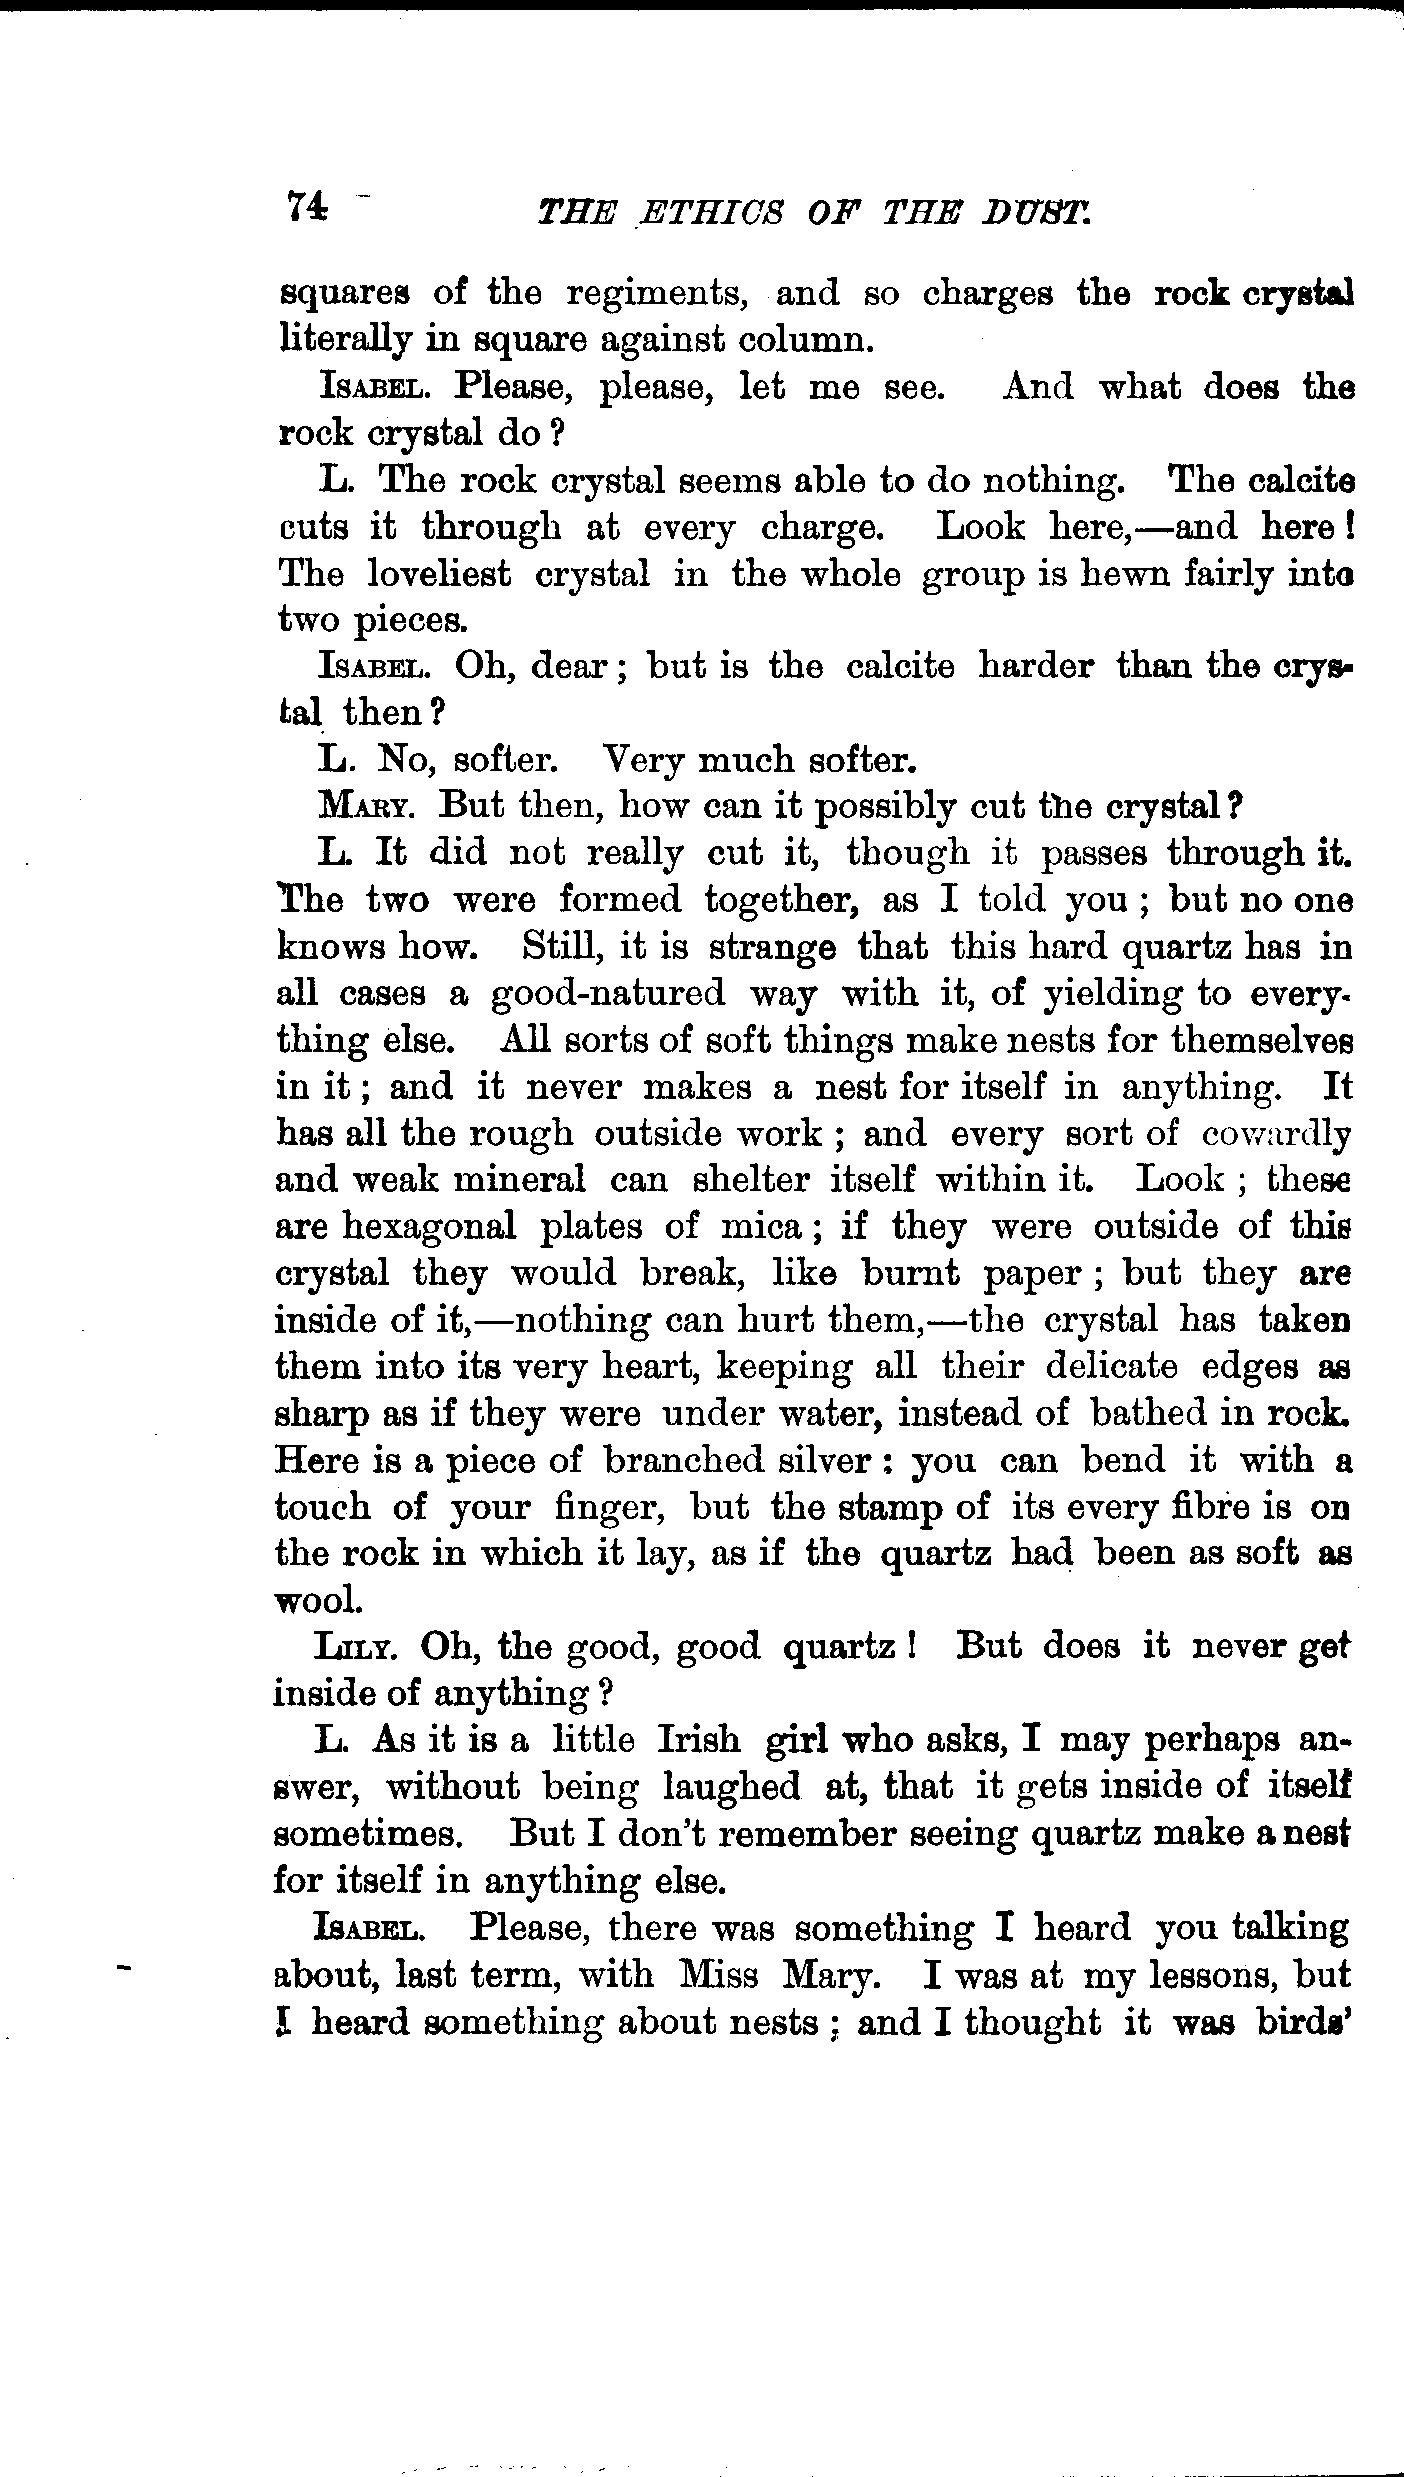 74 THE ETHICS OF THE DUST.
squares of the regiments, and so charges the rock crystal
literally in square against column.
ISABEL. Please, please, let me see. And what does the
rock crystal do?
L. The rock crystal seems able to do nothing. The calcite
cuts it through at every charge. Look here,—and here!
The loveliest crystal in the whole group is hewn fairly into
two pieces.
ISABEL. Oh, dear; but is the calcite harder than the crys-
tal then?
L. No, softer. Very much softer.
MARY. But then, how can it possibly cut the crystal?
L. It did not really cut it, though it passes through it.
The two were formed together, as I told you; but no one
knows how. Still, it is strange that this hard quartz has in
all cases a good-natured way with it, of yielding to every-
thing else. All sorts of soft things make nests for themselves
in it; and it never makes a nest for itself in anything. It
has all the rough outside work; and every sort of cowardly
and weak mineral can shelter itself within it. Look; these
are hexagonal plates of mica; if they were outside of this
crystal they would break, like burnt paper; but they are
inside of it,—nothing can hurt them,—the crystal has taken
them into its very heart, keeping all their delicate edges as
sharp as if they were under water, instead of bathed in rock.
Here is a piece of branched silver: you can bend it with a
touch of your finger, but the stamp of its every fibre is on
the rock in which it lay, as if the quartz had been as soft as
wool.
LILY. Oh, the good, good quartz! But does it never get
inside of anything?
L. As it is a little Irish girl who asks, I may perhaps an-
swer, without being laughed at, that it gets inside of itself
sometimes. But I don't remember seeing quartz make a nest
for itself in anything else.
ISABEL. Please, there was something I heard you talking
about, last term, with Miss Mary. I was at my lessons, but
I heard something about nests; and I thought it was birds'